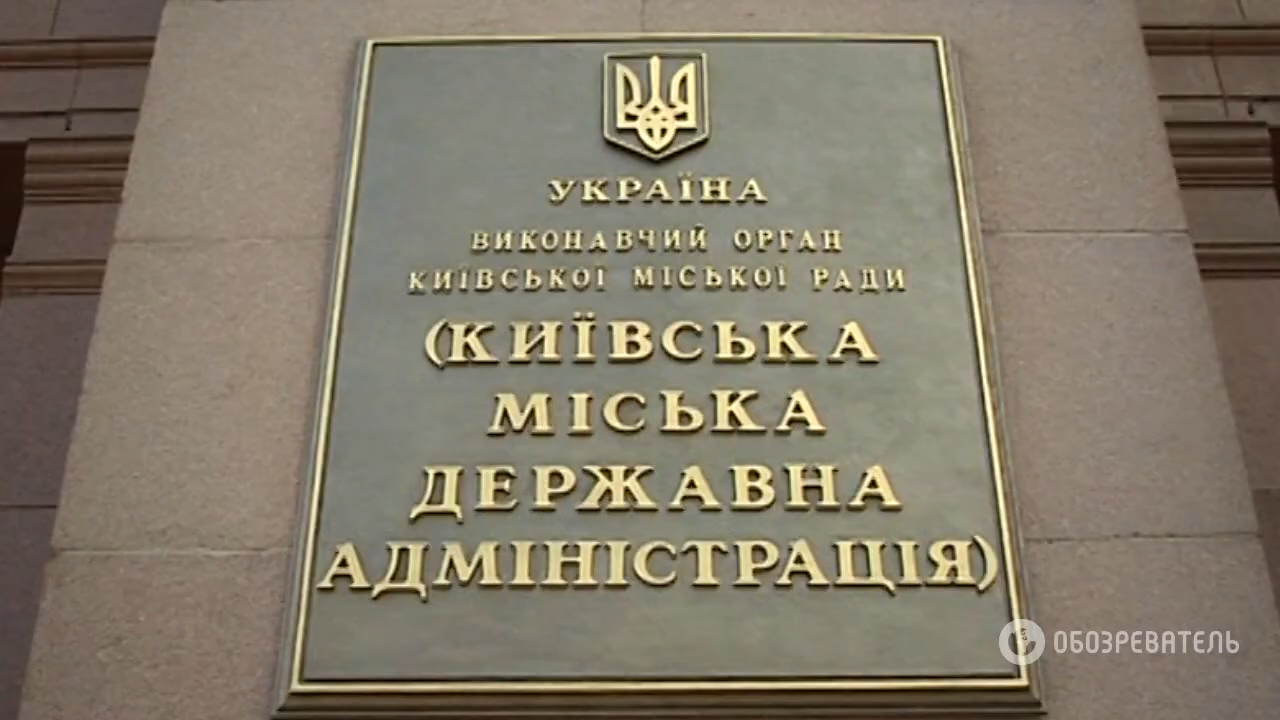 УКРАЇНА
ВИКОНАВЧИЙ ОРГАН
КИЇВСЬКОЇ МІСЬКОЇ РАДИ
(КИЇВСЬКА
МІСЬКА
ДЕРЖАВНА
АДМІНІСТРАЦІЯ)
ОБОЗРЕВАТЕЛЬ